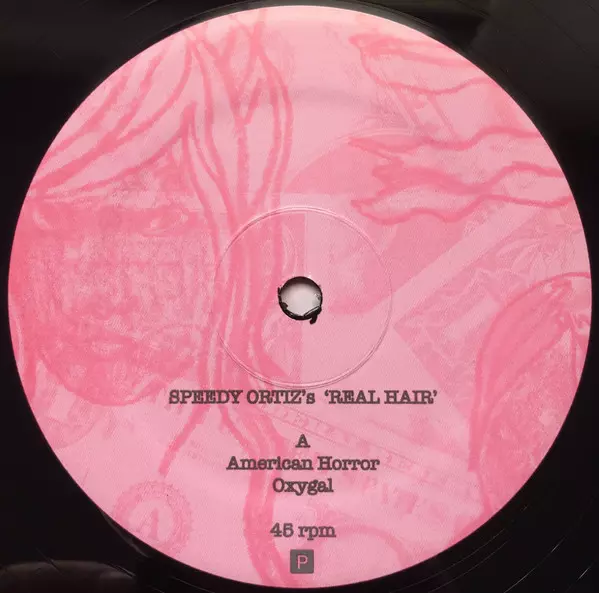 SPEEDY ORTIZ's 'REAL HAIR'
A
American Horror
Oxygal
45 rpm
P
A